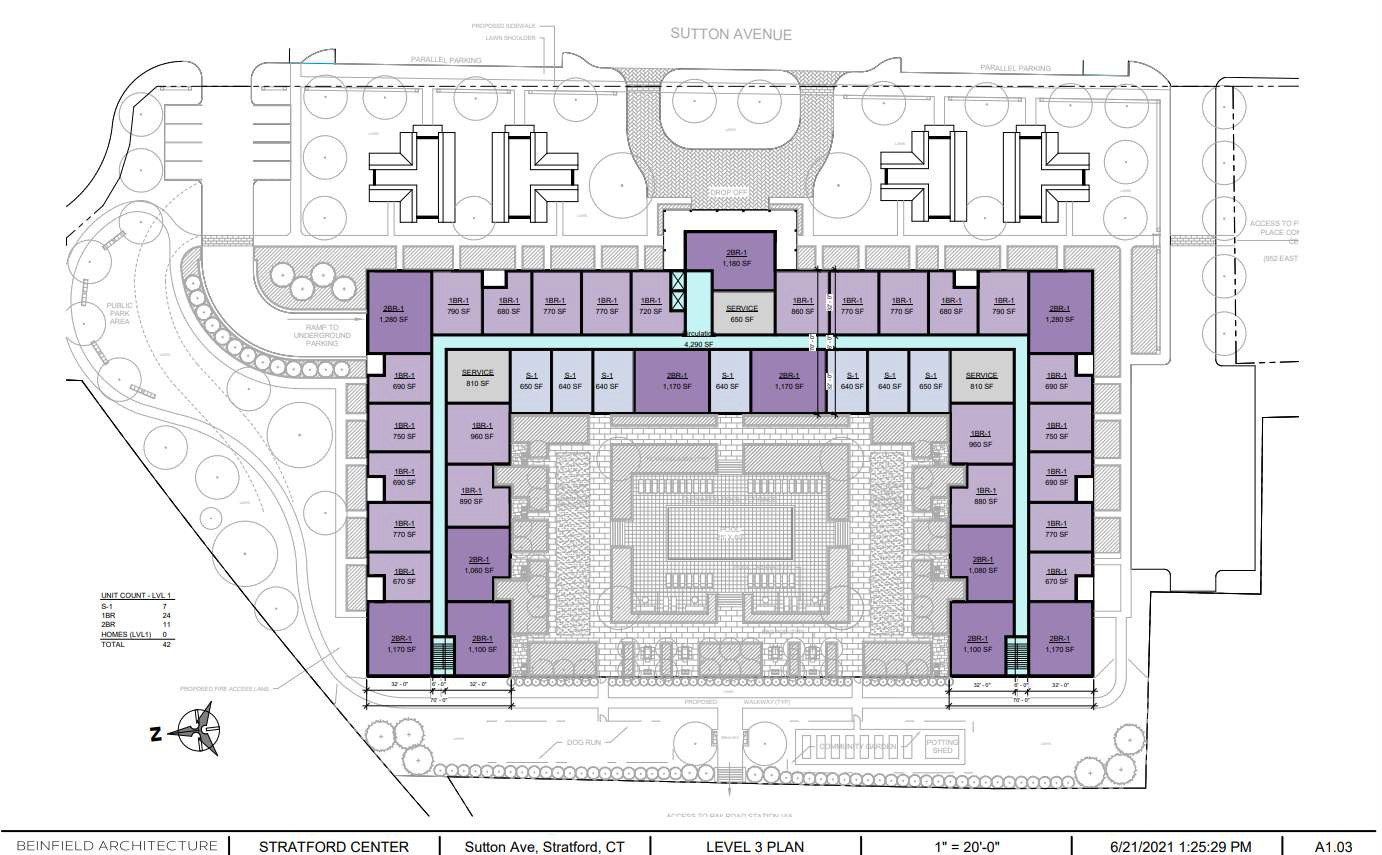 PROPOSED SIDEWALK
LAWN SHOULDER
SUTTON AVENUE
PARALLEL PARKING
PARALLEL PARKING
DROP OFF
ACCESS TO
PLACE
(952 EAST
PUBLIC
PARK
AREA
RAMP TO
UNDERGROUND
PARKING
2BR-1
1,180 SF
2BR-1
1,280 SF
1BR-1
790 SF
1BR-1
680 SF
1BR-1
770 SF
1BR-1
770 SF
1BR-1
720 SF
SERVICE
650 SF
1BR-1
860 SF
1BR-1
770 SF
1BR-1
770 SF
1BR-1
680 SF
1BR-1
790 SF
2BR-1
1,280 SF
Circulation
4,290 SF
1BR-1
690 SF
SERVICE
810 SF
S-1
650 SF
S-1
640 SF
S-1
640 SF
2BR-1
1,170 SF
S-1
640 SF
2BR-1
1,170 SF
S-1
640 SF
S-1
640 SF
S-1
650 SF
SERVICE
810 SF
1BR-1
690 SF
1BR-1
750 SF
1BR-1
960 SF
1BR-1
960 SF
1BR-1
750 SF
1BR-1
690 SF
1BR-1
890 SF
1BR-1
880 SF
1BR-1
690 SF
1BR-1
770 SF
2BR-1
1,060 SF
2BR-1
1,080 SF
1BR-1
770 SF
1BR-1
670 SF
1BR-1
670 SF
2BR-1
1,170 SF
2BR-1
1,100 SF
2BR-1
1,100 SF
2BR-1
1,170 SF
UNIT COUNT - LVL 1
S-1 7
1BR 24
2BR 11
HOMES (LVL1) 0
TOTAL 42
32' - 0" 6' - 0" 32' - 0"
70' - 0"
32' - 0" 6' - 0" 32' - 0"
70' - 0"
PROPOSED FIRE ACCESS LANE
PROPOSED WALKWAY (TYP)
Z
DOG RUN
COMMUNITY GARDEN
POTTING
SHED
ACCESS TO RAILROAD STATION VIA
BEINFIELD ARCHITECTURE
STRATFORD CENTER
Sutton Ave, Stratford, CT
LEVEL 3 PLAN
1" = 20'-0"
6/21/2021 1:25:29 PM
A1.03